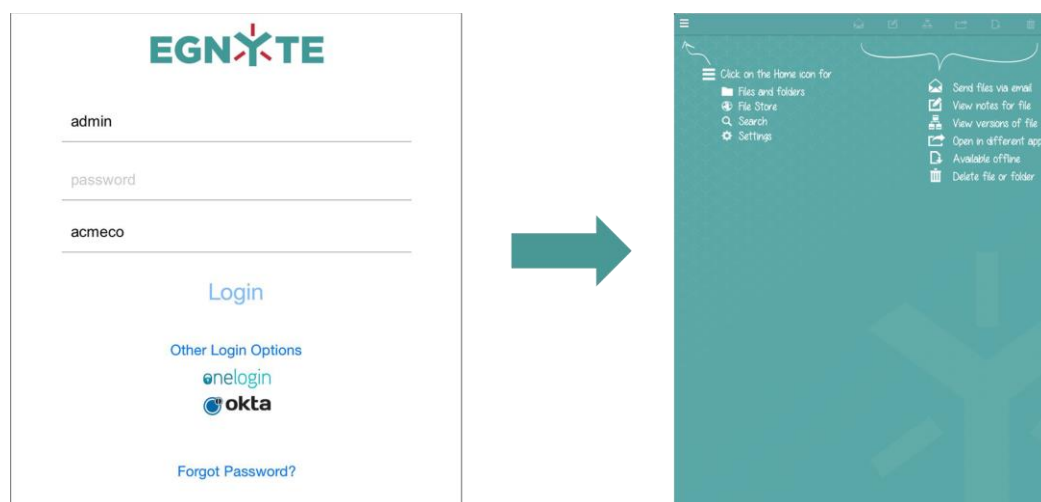 EGNYTE
admin
password
acmeco
Login
Other Login Options
onelogin
okta
Forgot Password?
Click on the Home icon for
Files and folders
File Store
Search
Settings
Send files via email
View notes for file
View versions of file
Open in different app
Available offline
Delete file or folder